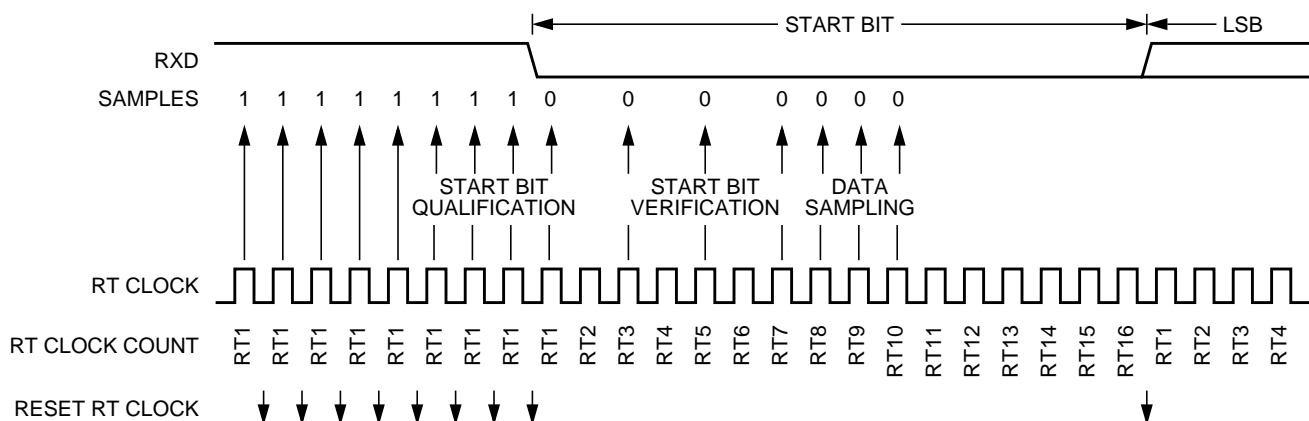 START BIT LSB
RXD
SAMPLES 1 1 1 1 1 1 1 1 0 0 0 0 0 0 0
START BIT QUALIFICATION
START BIT VERIFICATION
DATA SAMPLING
RT CLOCK
RT CLOCK COUNT RT1 RT1 RT1 RT1 RT1 RT1 RT1 RT1 RT1 RT2 RT3 RT4 RT5 RT6 RT7 RT8 RT9 RT10 RT11 RT12 RT13 RT14 RT15 RT16 RT1 RT2 RT3 RT4
RESET RT CLOCK